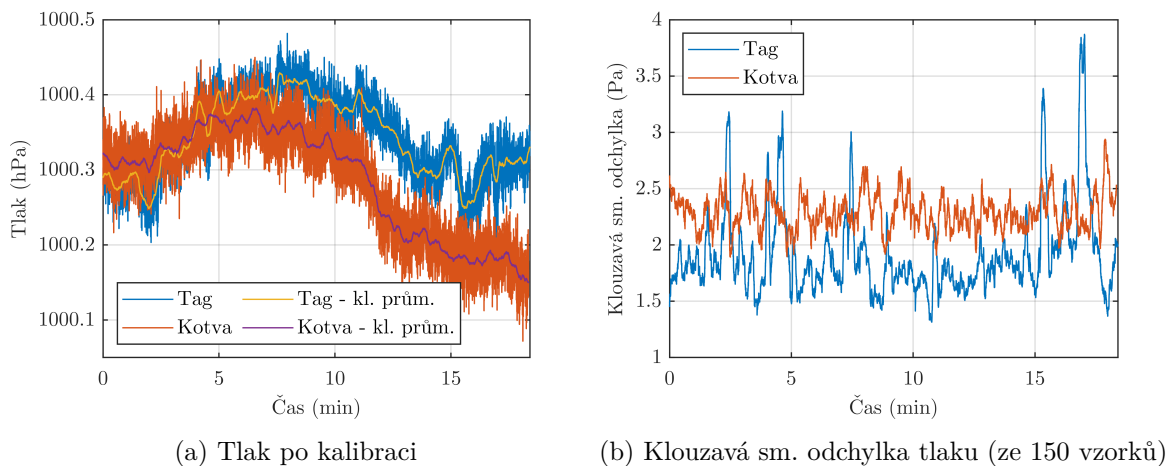 1000.5
1000.4
1000.3
1000.2
1000.1
Tlak (hPa)
Tag
Kotva
Tag - kl. prům.
Kotva - kl. prům.
0
5
10
15
Čas (min)
(a) Tlak po kalibraci
4
3.5
3
2.5
2
1.5
1
Klouzavá sm. odchylka (Pa)
Tag
Kotva
0
5
10
15
Čas (min)
(b) Klouzavá sm. odchylka tlaku (ze 150 vzorků)